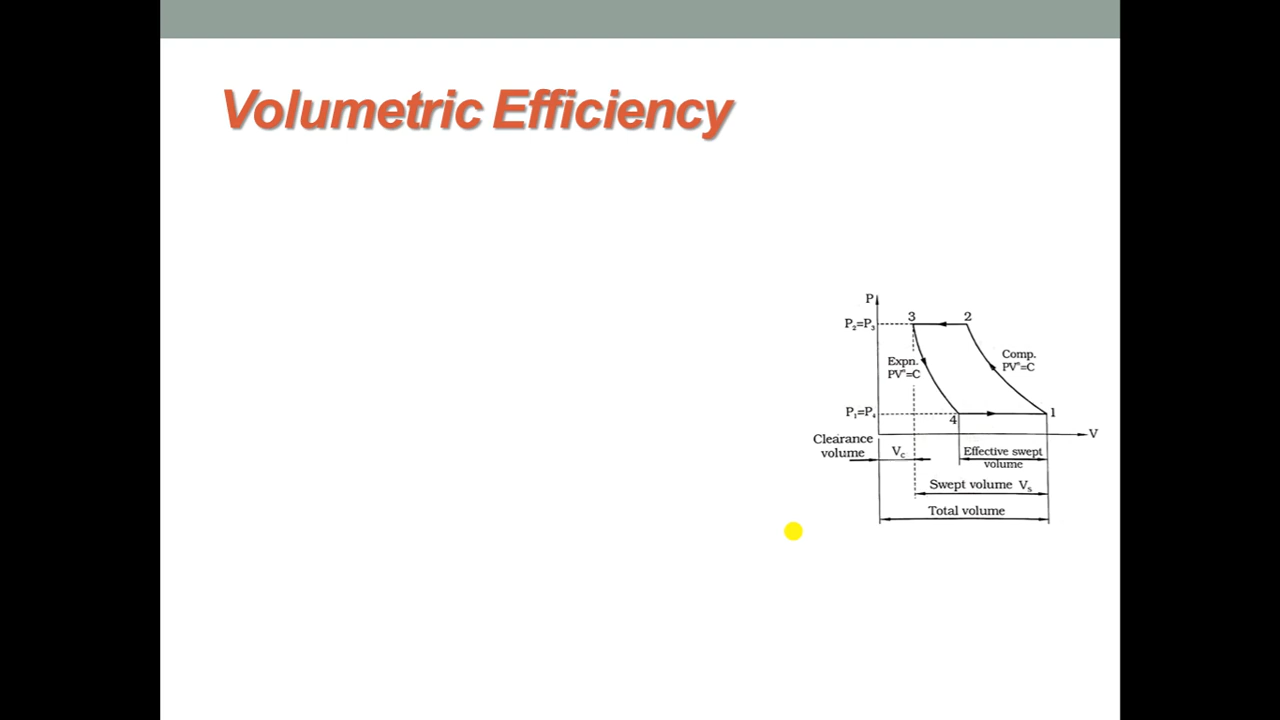 Volumetric Efficiency
P
3
2
P₂=P₃
Comp.
PVⁿ=C
Expn.
PVⁿ=C
P₁=P₄
1
4
V
Clearance
volume
V꜀
Effective swept
volume
Swept volume Vₛ
Total volume